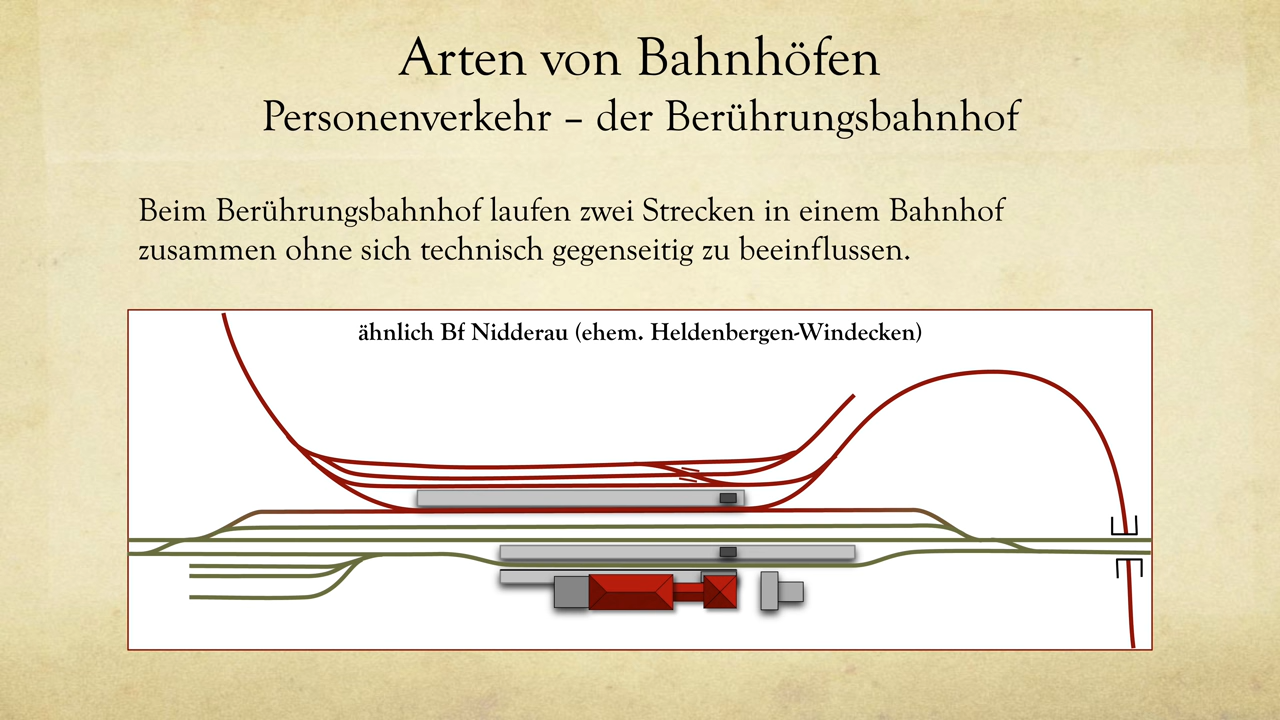 Arten von Bahnhöfen
Personenverkehr – der Berührungsbahnhof
Beim Berührungsbahnhof laufen zwei Strecken in einem Bahnhof
zusammen ohne sich technisch gegenseitig zu beeinflussen.
ähnlich Bf Nidderau (ehem. Heldenbergen-Windecken)